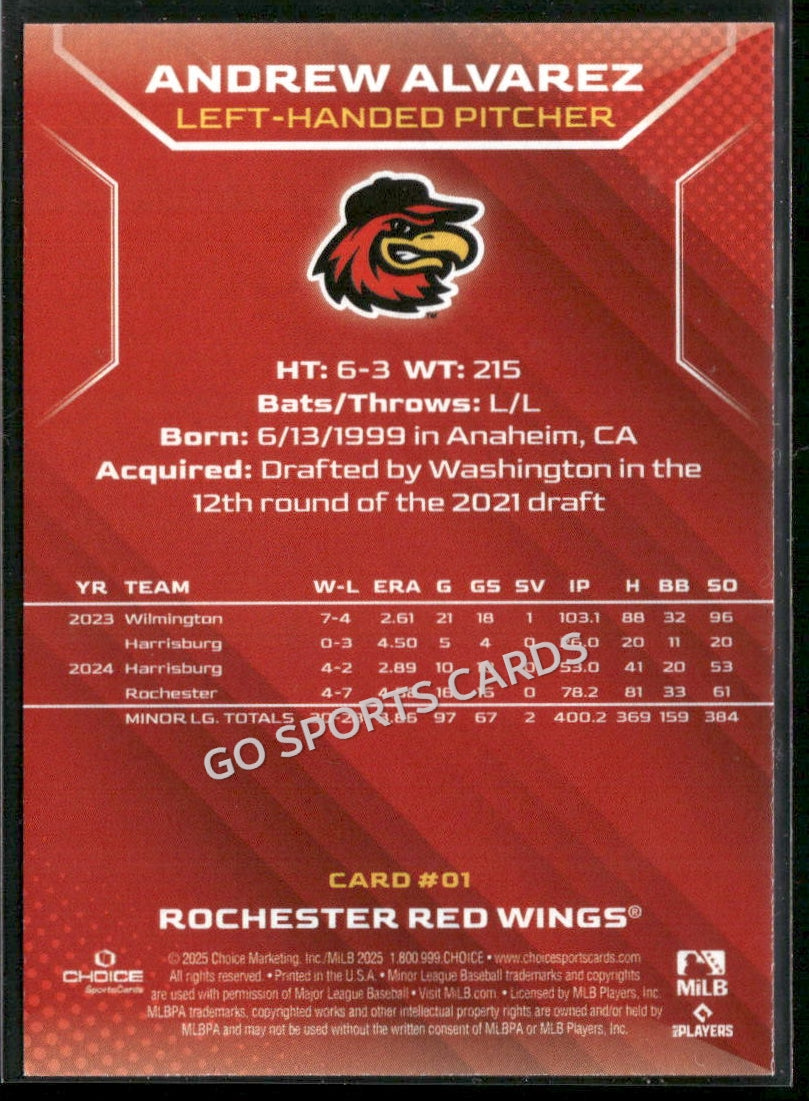 ANDREW ALVAREZ
LEFT-HANDED PITCHER
HT: 6-3 WT: 215
Bats/Throws: L/L
Born: 6/13/1999 in Anaheim, CA
Acquired: Drafted by Washington in the
12th round of the 2021 draft
YR TEAM W-L ERA G GS SV IP H BB SO
2023 Wilmington 7-4 2.61 21 18 1 103.1 88 32 96
Harrisburg 0-3 4.50 5 4 0 20 11 20
2024 Harrisburg 4-2 2.89 10 0 53.0 41 20 53
Rochester 4-7 16 15 0 78.2 81 33 61
MINOR LG. TOTALS 3.86 97 67 2 400.2 369 159 384
GO SPORTS CARDS
CARD #01
ROCHESTER RED WINGS®
© 2025 Choice Marketing, Inc./MiLB 2025 1.800.999.CHOICE • www.choicesportscards.com
All rights reserved. • Printed in the U.S.A. • Minor League Baseball trademarks and copyrights
are used with permission of Major League Baseball • Visit MiLB.com. • Licensed by MLB Players, Inc.
MLBPA trademarks, copyrighted works and other intellectual property rights are owned and/or held by
MLBPA and may not be used without the written consent of MLBPA or MLB Players, Inc.
CHOICE
SportsCards
MiLB
MLB PLAYERS